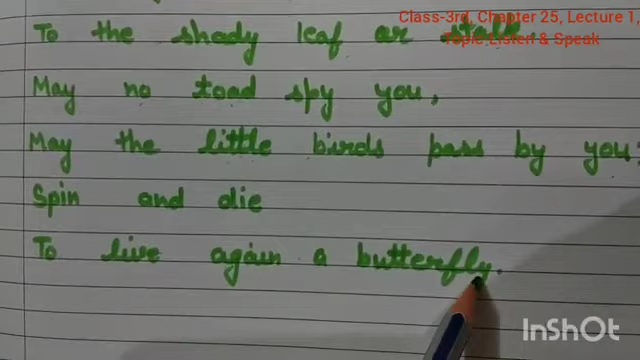 Class-3rd, Chapter 25, Lecture 1,
Topic Listen & Speak
To the shady leaf or stalk.
May no toad spy you,
May the little birds pass by you;
Spin and die
To live again a butterfly.
InShOt